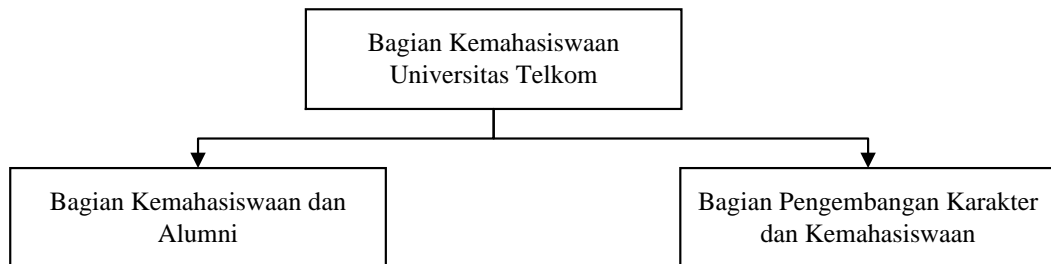 Bagian Kemahasiswaan
Universitas Telkom
Bagian Kemahasiswaan dan
Alumni
Bagian Pengembangan Karakter
dan Kemahasiswaan